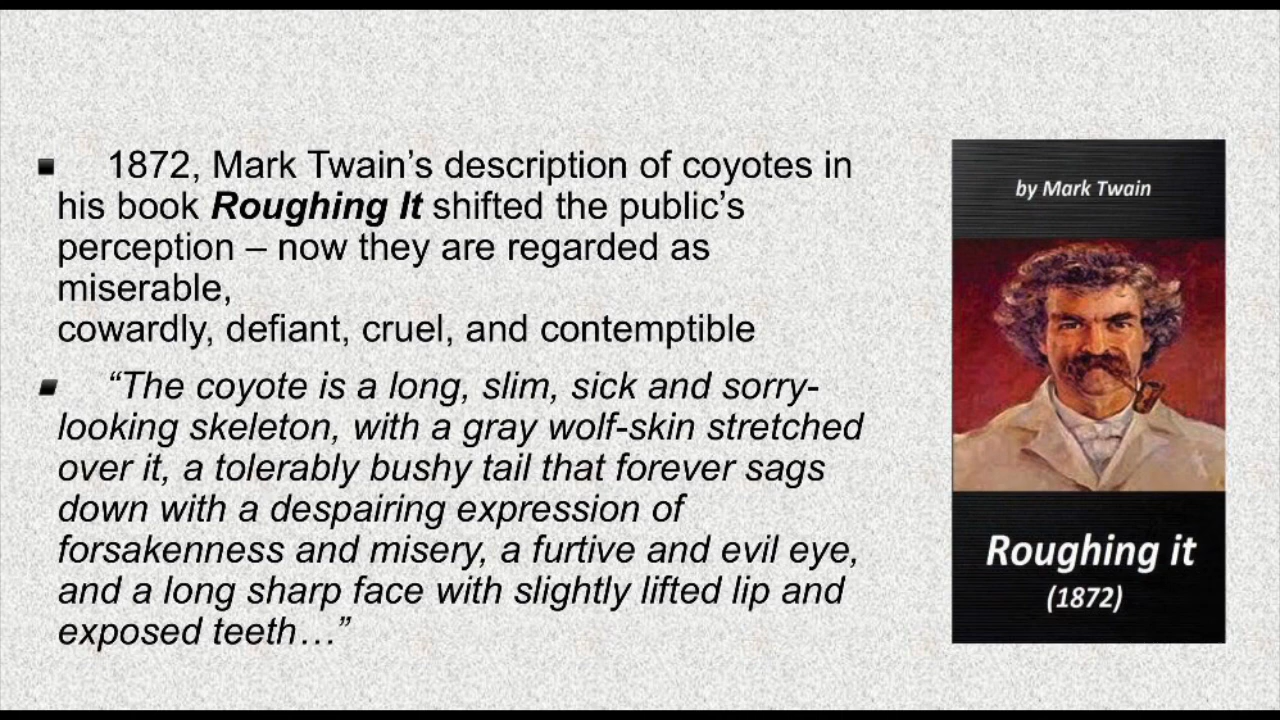 1872, Mark Twain’s description of coyotes in
his book Roughing It shifted the public’s
perception – now they are regarded as
miserable,
cowardly, defiant, cruel, and contemptible
“The coyote is a long, slim, sick and sorry-
looking skeleton, with a gray wolf-skin stretched
over it, a tolerably bushy tail that forever sags
down with a despairing expression of
forsakenness and misery, a furtive and evil eye,
and a long sharp face with slightly lifted lip and
exposed teeth…”
by Mark Twain
Roughing it
(1872)